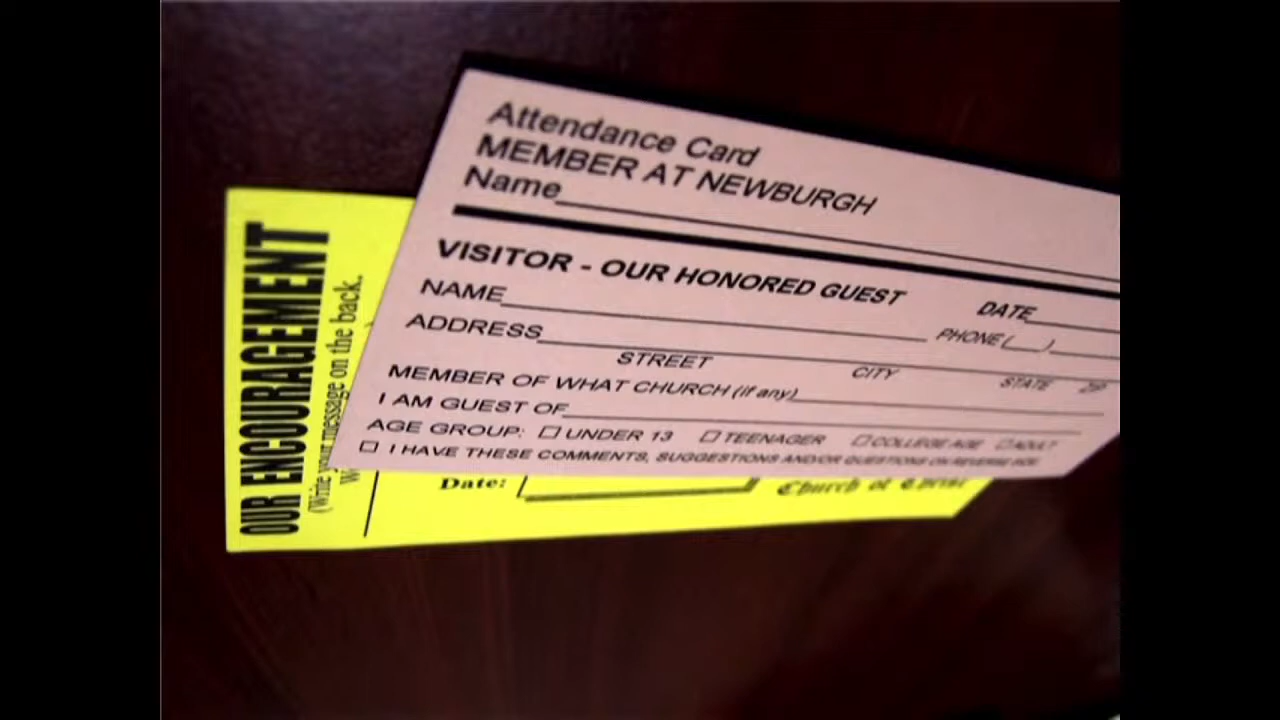 Attendance Card
MEMBER AT NEWBURGH
Name
VISITOR - OUR HONORED GUEST
DATE
NAME
PHONE (   )
ADDRESS
STREET CITY STATE ZIP
MEMBER OF WHAT CHURCH (if any)
I AM GUEST OF
AGE GROUP: ☐ UNDER 13 ☐ TEENAGER ☐ COLLEGE AGE ☐ ADULT
☐ I HAVE THESE COMMENTS, SUGGESTIONS AND/OR QUESTIONS ON REVERSE SIDE
OUR ENCOURAGEMENT
(Write your message on the back.
Date:
Church of Christ